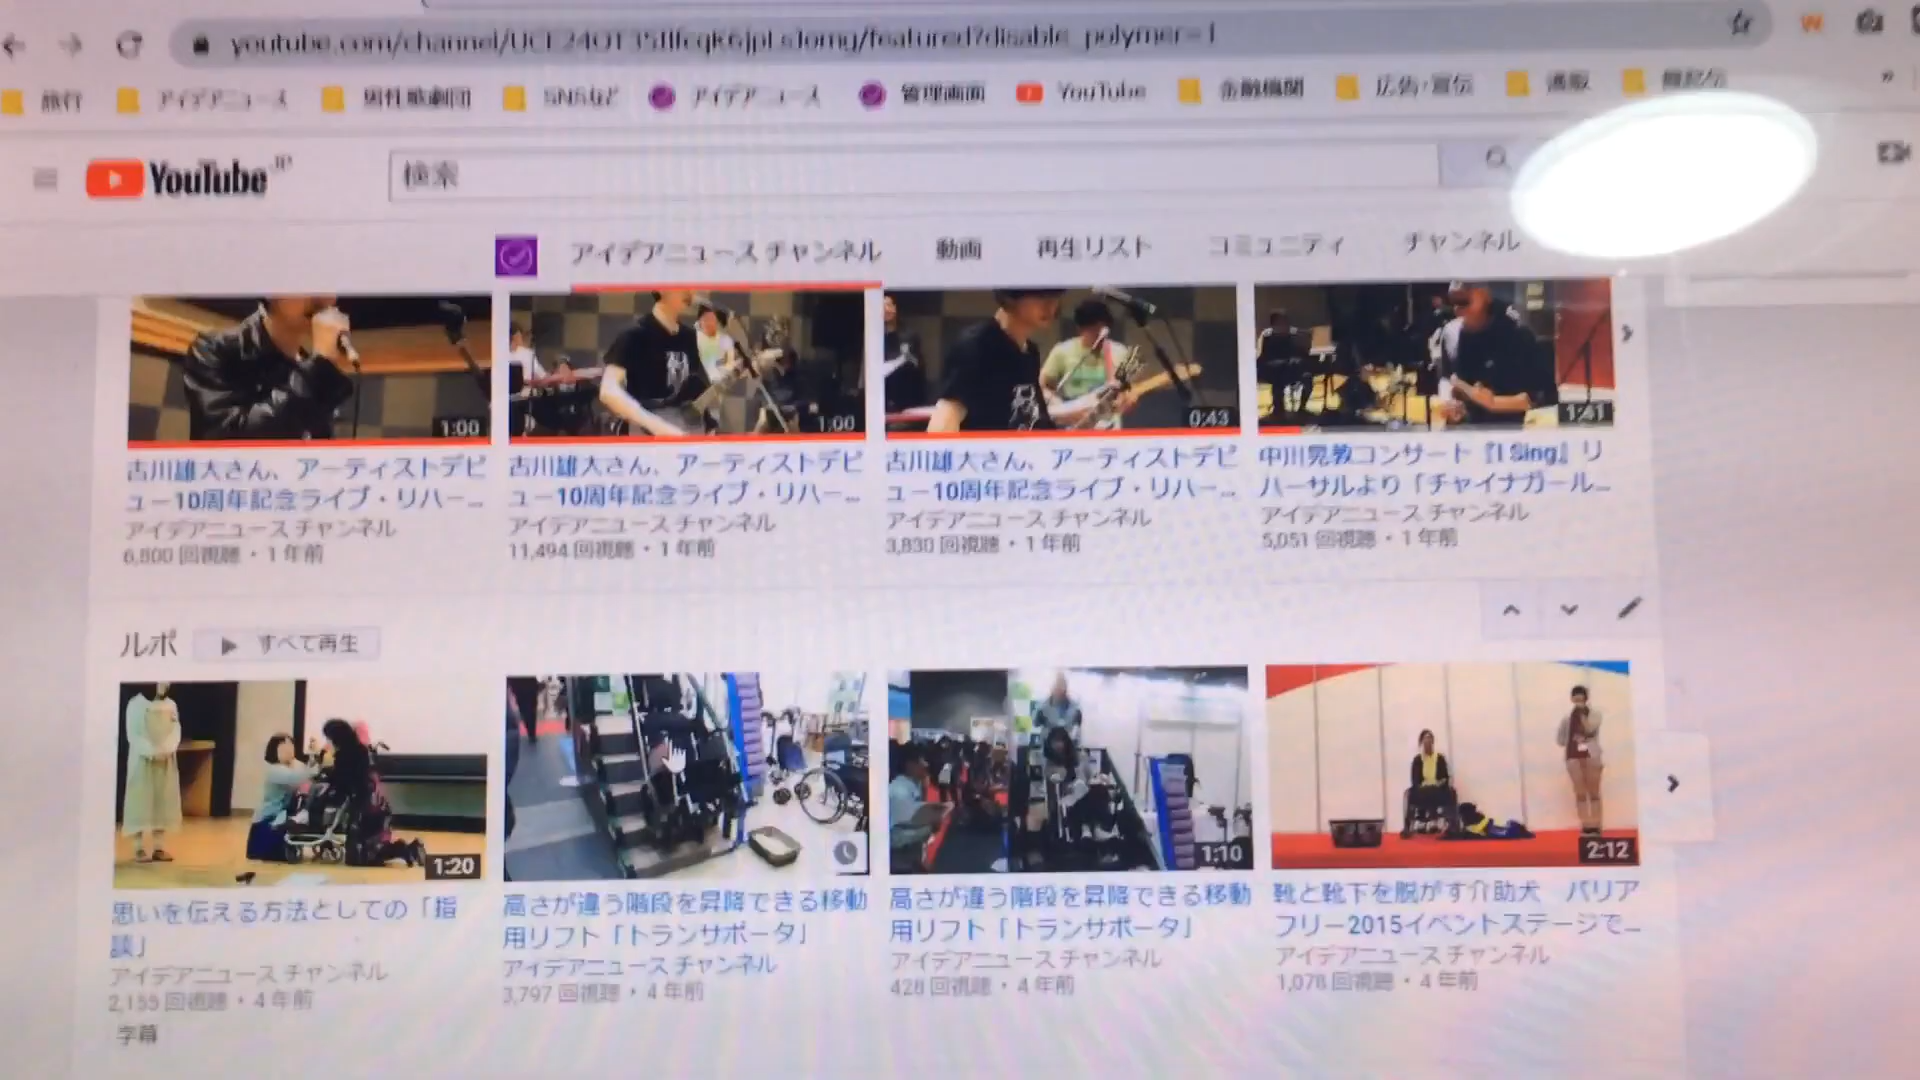 旅行 アイデアニュース 男性歌劇団 SNSなど アイデアニュース 管理画面 YouTube 金融機関 広告・宣伝 通販
YouTube JP 検索
アイデアニュース チャンネル 動画 再生リスト コミュニティ チャンネル
1:00 1:00 0:43 1:41
古川雄大さん、アーティストデビ
ュー10周年記念ライブ・リハー...
アイデアニュース チャンネル
6,800 回視聴・1 年前
古川雄大さん、アーティストデビ
ュー10周年記念ライブ・リハー...
アイデアニュース チャンネル
11,494 回視聴・1 年前
古川雄大さん、アーティストデビ
ュー10周年記念ライブ・リハー...
アイデアニュース チャンネル
3,830 回視聴・1 年前
中川晃教コンサート『I Sing』リ
ハーサルより「チャイナガール...
アイデアニュース チャンネル
5,051 回視聴・1 年前
ルポ ▶ すべて再生
1:20 1:10 2:12
思いを伝える方法としての「指
談」
アイデアニュース チャンネル
2,155 回視聴・4 年前
字幕
高さが違う階段を昇降できる移動
用リフト「トランサポータ」
アイデアニュース チャンネル
3,797 回視聴・4 年前
高さが違う階段を昇降できる移動
用リフト「トランサポータ」
アイデアニュース チャンネル
428 回視聴・4 年前
靴と靴下を脱がす介助犬 バリア
フリー2015イベントステージで...
アイデアニュース チャンネル
1,078 回視聴・4 年前